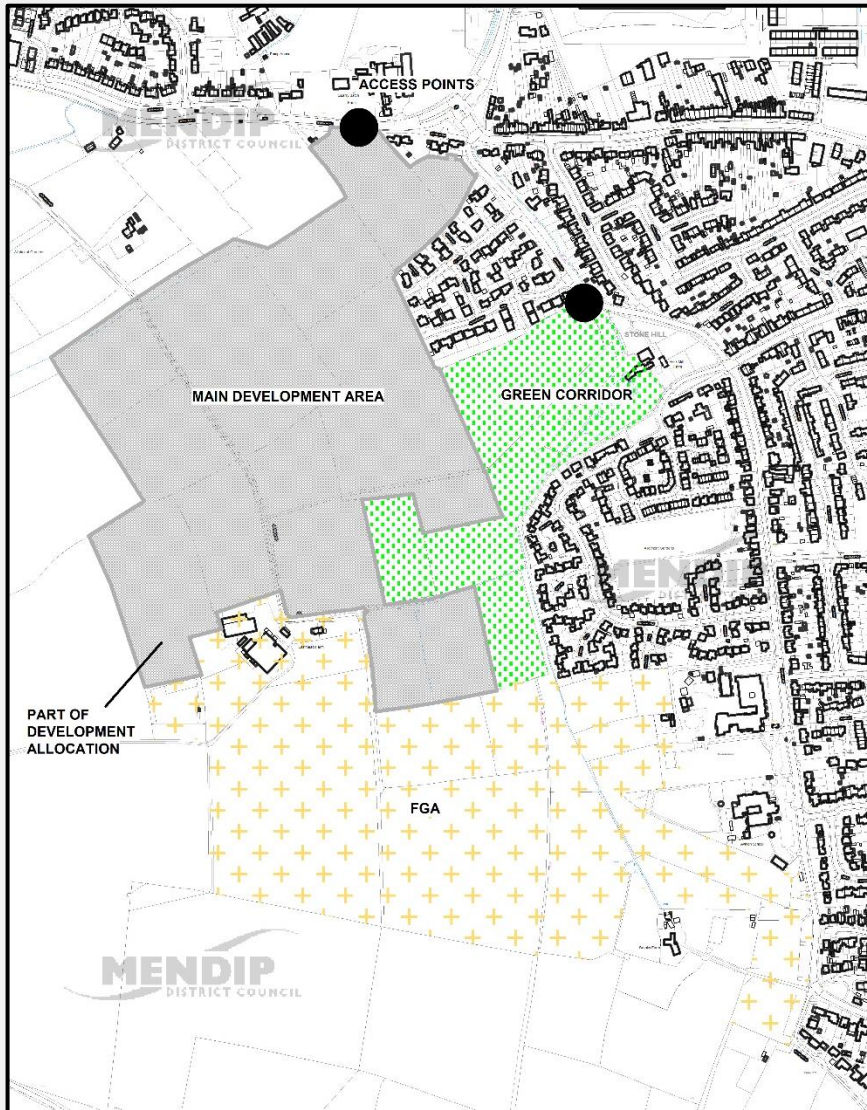 ACCESS POINTS
MENDIP
DISTRICT COUNCIL
STONE HILL
MAIN DEVELOPMENT AREA
GREEN CORRIDOR
MENDIP
DISTRICT COUNCIL
PART OF
DEVELOPMENT
ALLOCATION
FGA
MENDIP
DISTRICT COUNCIL